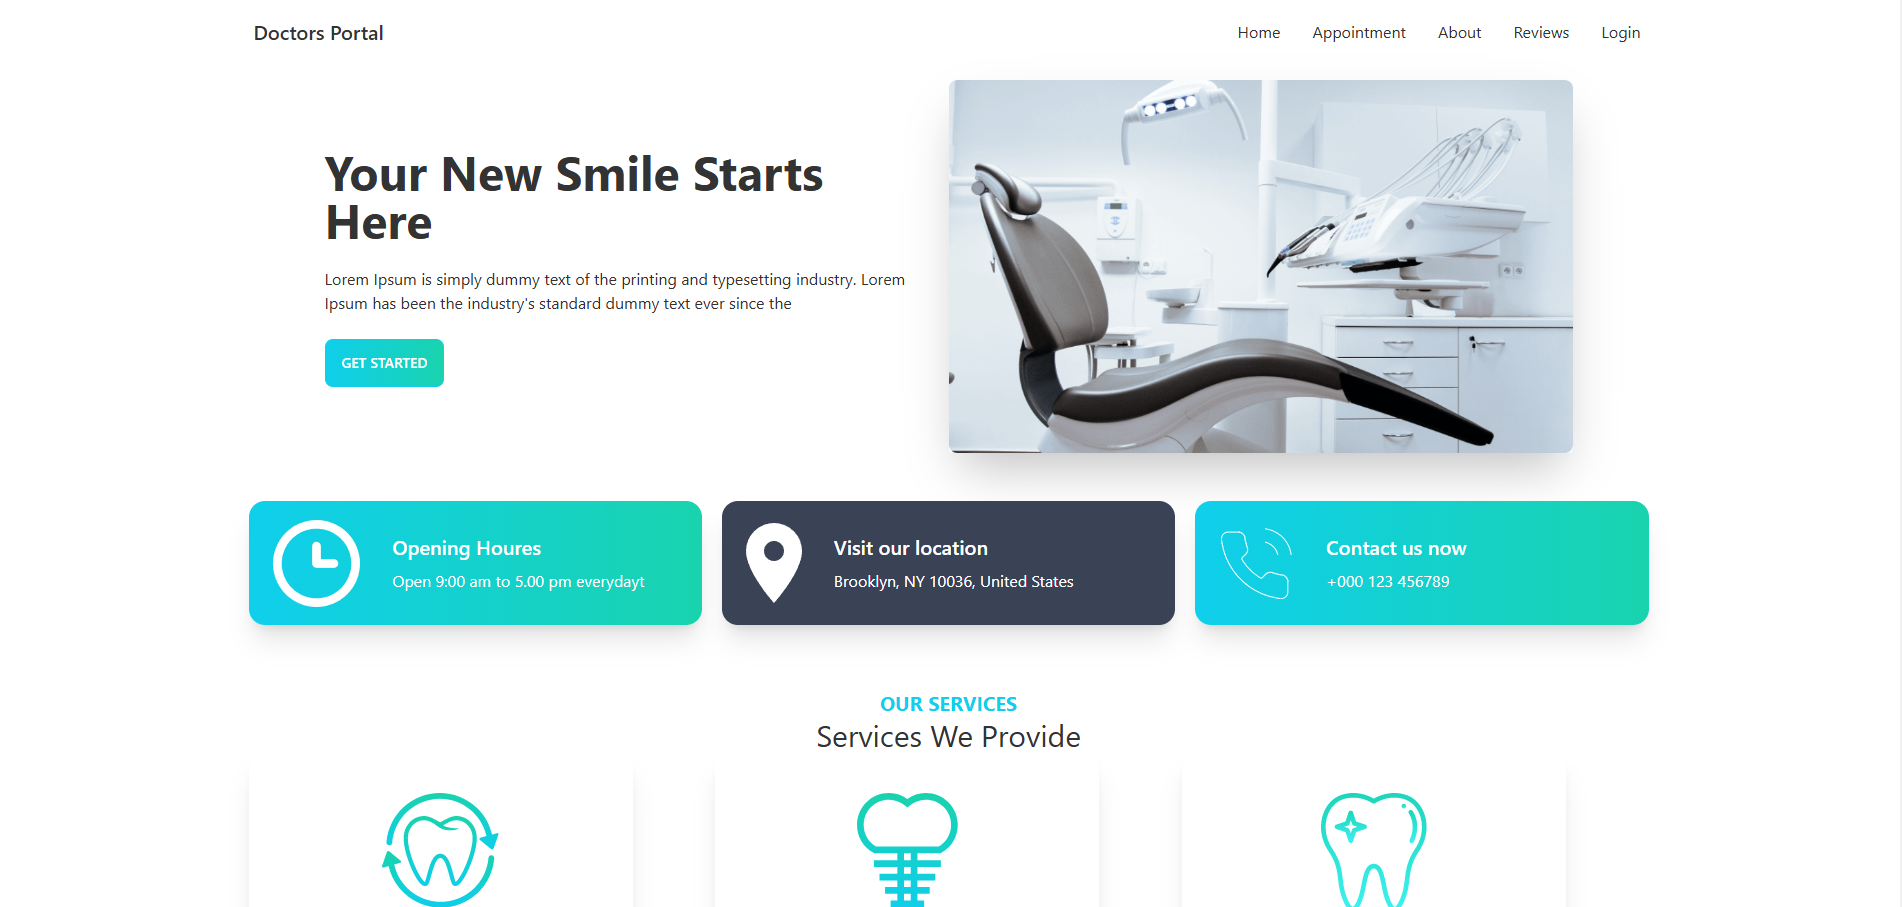 Doctors Portal
Home Appointment About Reviews Login
Your New Smile Starts
Here
Lorem Ipsum is simply dummy text of the printing and typesetting industry. Lorem
Ipsum has been the industry's standard dummy text ever since the
GET STARTED
Opening Houres
Open 9:00 am to 5.00 pm everydayt
Visit our location
Brooklyn, NY 10036, United States
Contact us now
+000 123 456789
OUR SERVICES
Services We Provide